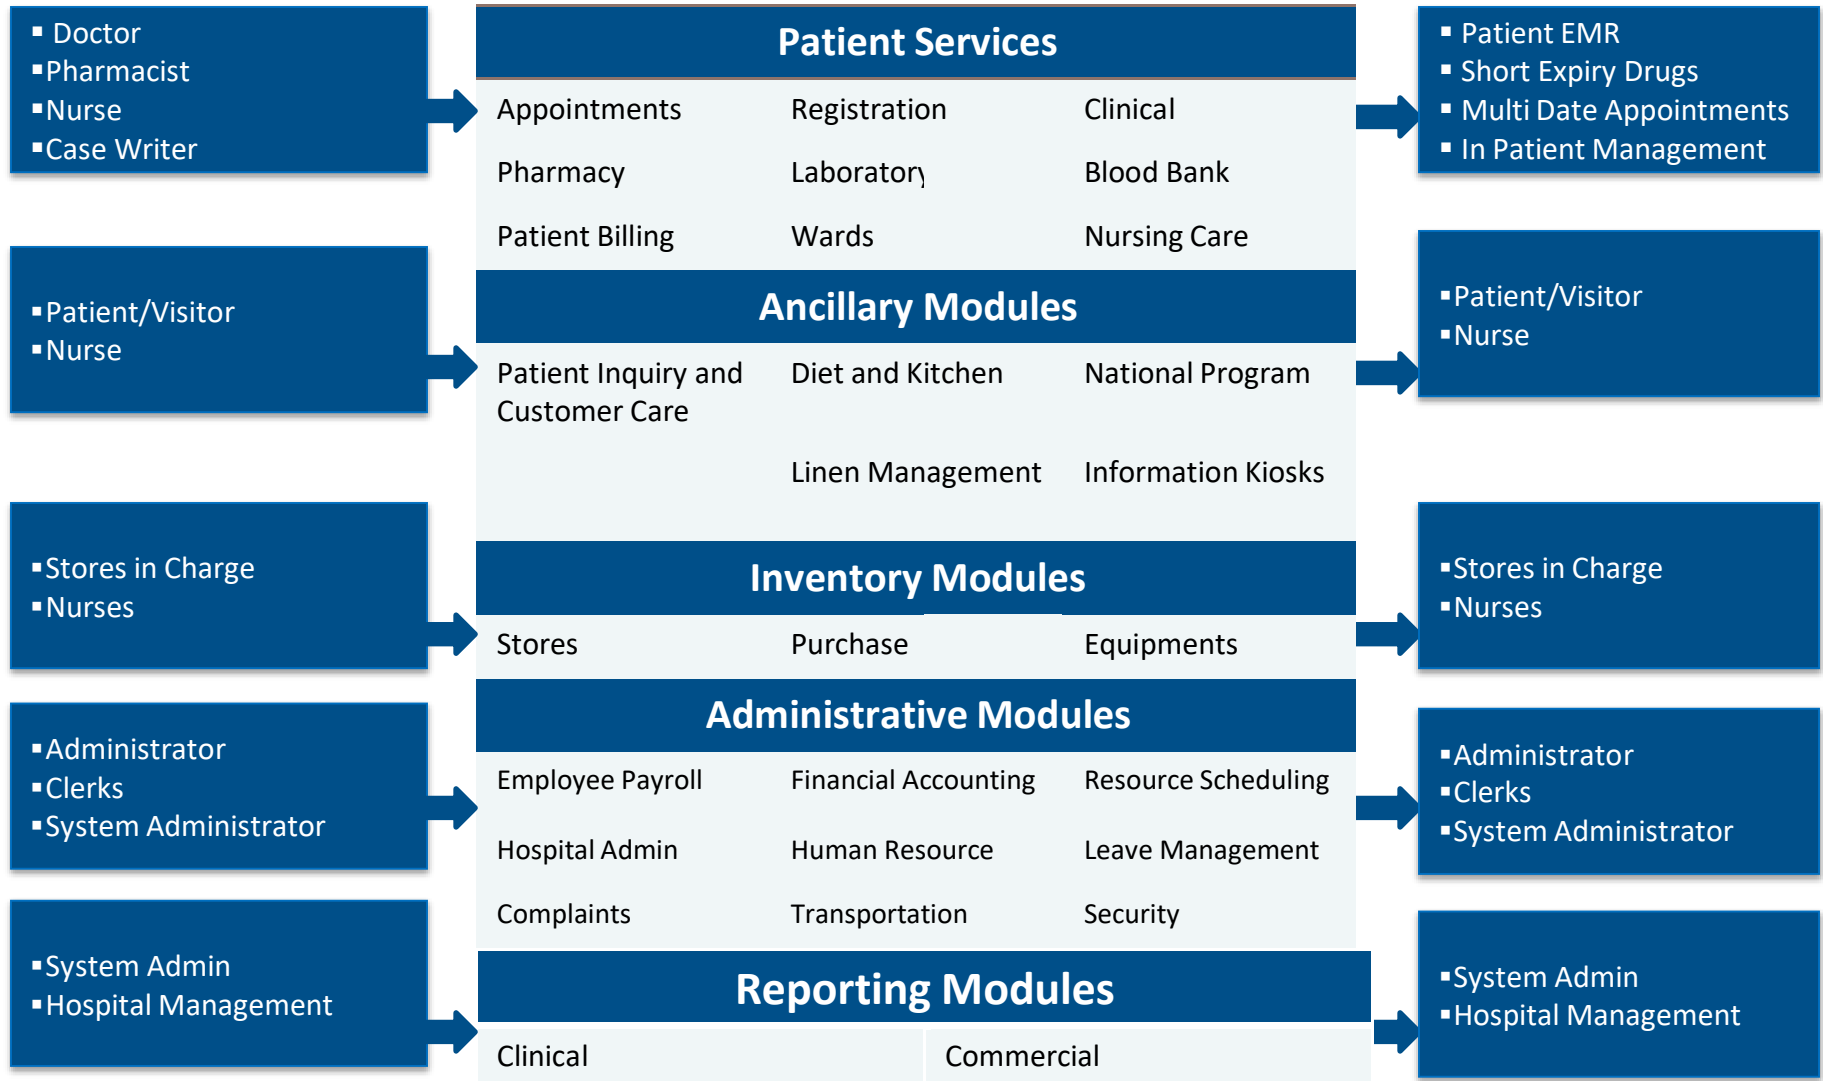 ▪ Doctor
▪Pharmacist
▪Nurse
▪Case Writer
Patient Services
Appointments Registration Clinical
Pharmacy Laboratory Blood Bank
Patient Billing Wards Nursing Care
▪ Patient EMR
▪ Short Expiry Drugs
▪ Multi Date Appointments
▪ In Patient Management
▪Patient/Visitor
▪Nurse
Ancillary Modules
Patient Inquiry and Customer Care Diet and Kitchen National Program
Linen Management Information Kiosks
▪Patient/Visitor
▪Nurse
▪Stores in Charge
▪Nurses
Inventory Modules
Stores Purchase Equipments
▪Stores in Charge
▪Nurses
▪Administrator
▪Clerks
▪System Administrator
Administrative Modules
Employee Payroll Financial Accounting Resource Scheduling
Hospital Admin Human Resource Leave Management
Complaints Transportation Security
▪Administrator
▪Clerks
▪System Administrator
▪System Admin
▪Hospital Management
Reporting Modules
Clinical Commercial
▪System Admin
▪Hospital Management